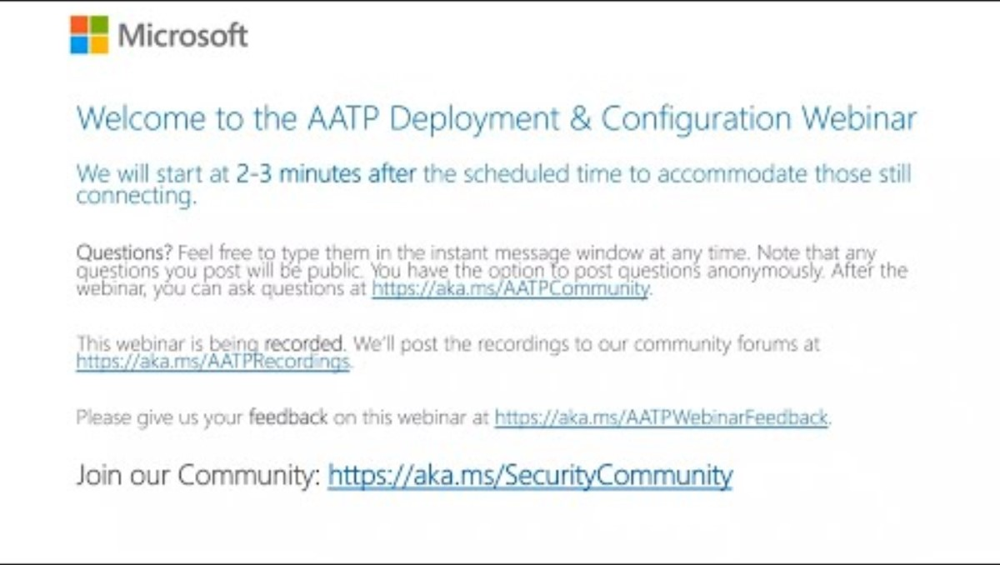 Microsoft
Welcome to the AATP Deployment & Configuration Webinar
We will start at 2-3 minutes after the scheduled time to accommodate those still
connecting.
Questions? Feel free to type them in the instant message window at any time. Note that any
questions you post will be public. You have the option to post questions anonymously. After the
webinar, you can ask questions at https://aka.ms/AATPCommunity.
This webinar is being recorded. We'll post the recordings to our community forums at
https://aka.ms/AATPRecordings.
Please give us your feedback on this webinar at https://aka.ms/AATPWebinarFeedback.
Join our Community: https://aka.ms/SecurityCommunity